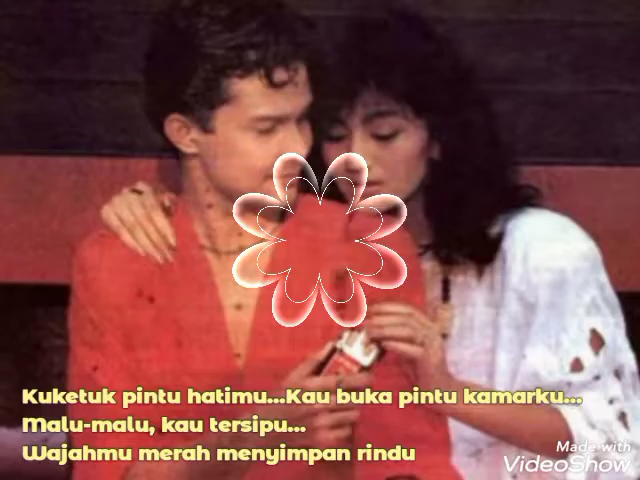 Kuketuk pintu hatimu...Kau buka pintu kamarku...
Malu-malu, kau tersipu...
Wajahmu merah menyimpan rindu
Made with
VideoShow